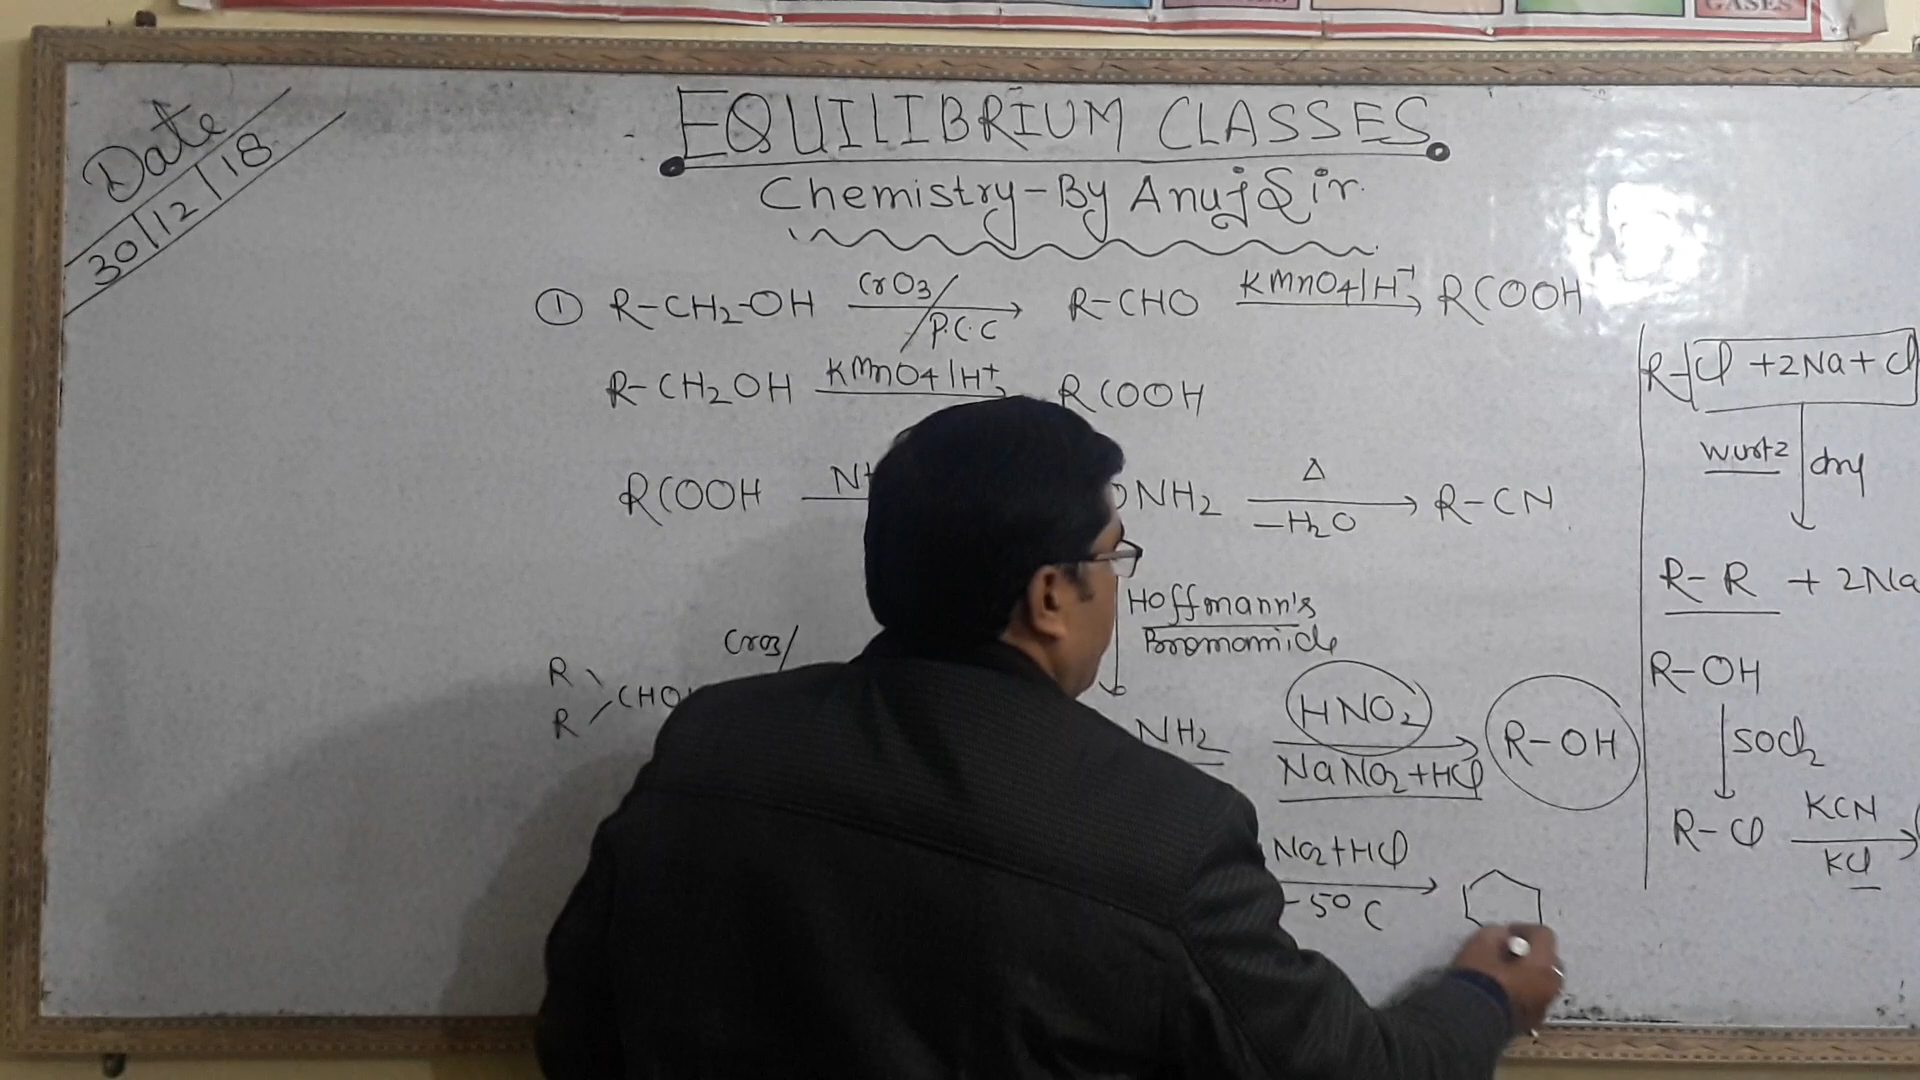 GASES
Date
30/12/18
EQUILIBRIUM CLASSES
Chemistry-By Anuj Sir.
① R-CH2-OH CrO3/ P.C.C R-CHO KMnO4/H+ RCOOH
R-CH2OH KMnO4/H+ RCOOH
RCOOH NH2 Δ -H2O R-CN
Hoffmann's
Bromamide
R
R
CHO
CrO3/
NH2 HNO2 NaNO2+HCl R-OH
NO2+HCl
-5°C
R-Cl +2Na+Cl
wurtz dry
R-R + 2Na
R-OH
SOCl2
R-Cl KCN KCl